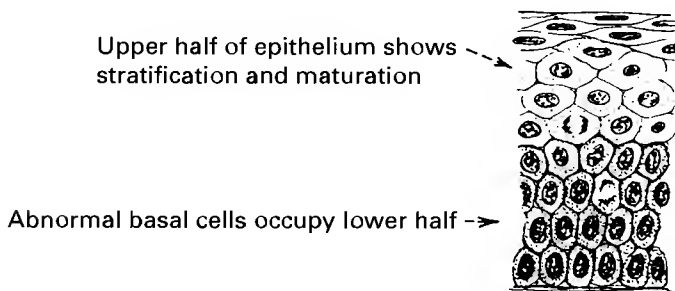 Upper half of epithelium shows
stratification and maturation
Abnormal basal cells occupy lower half